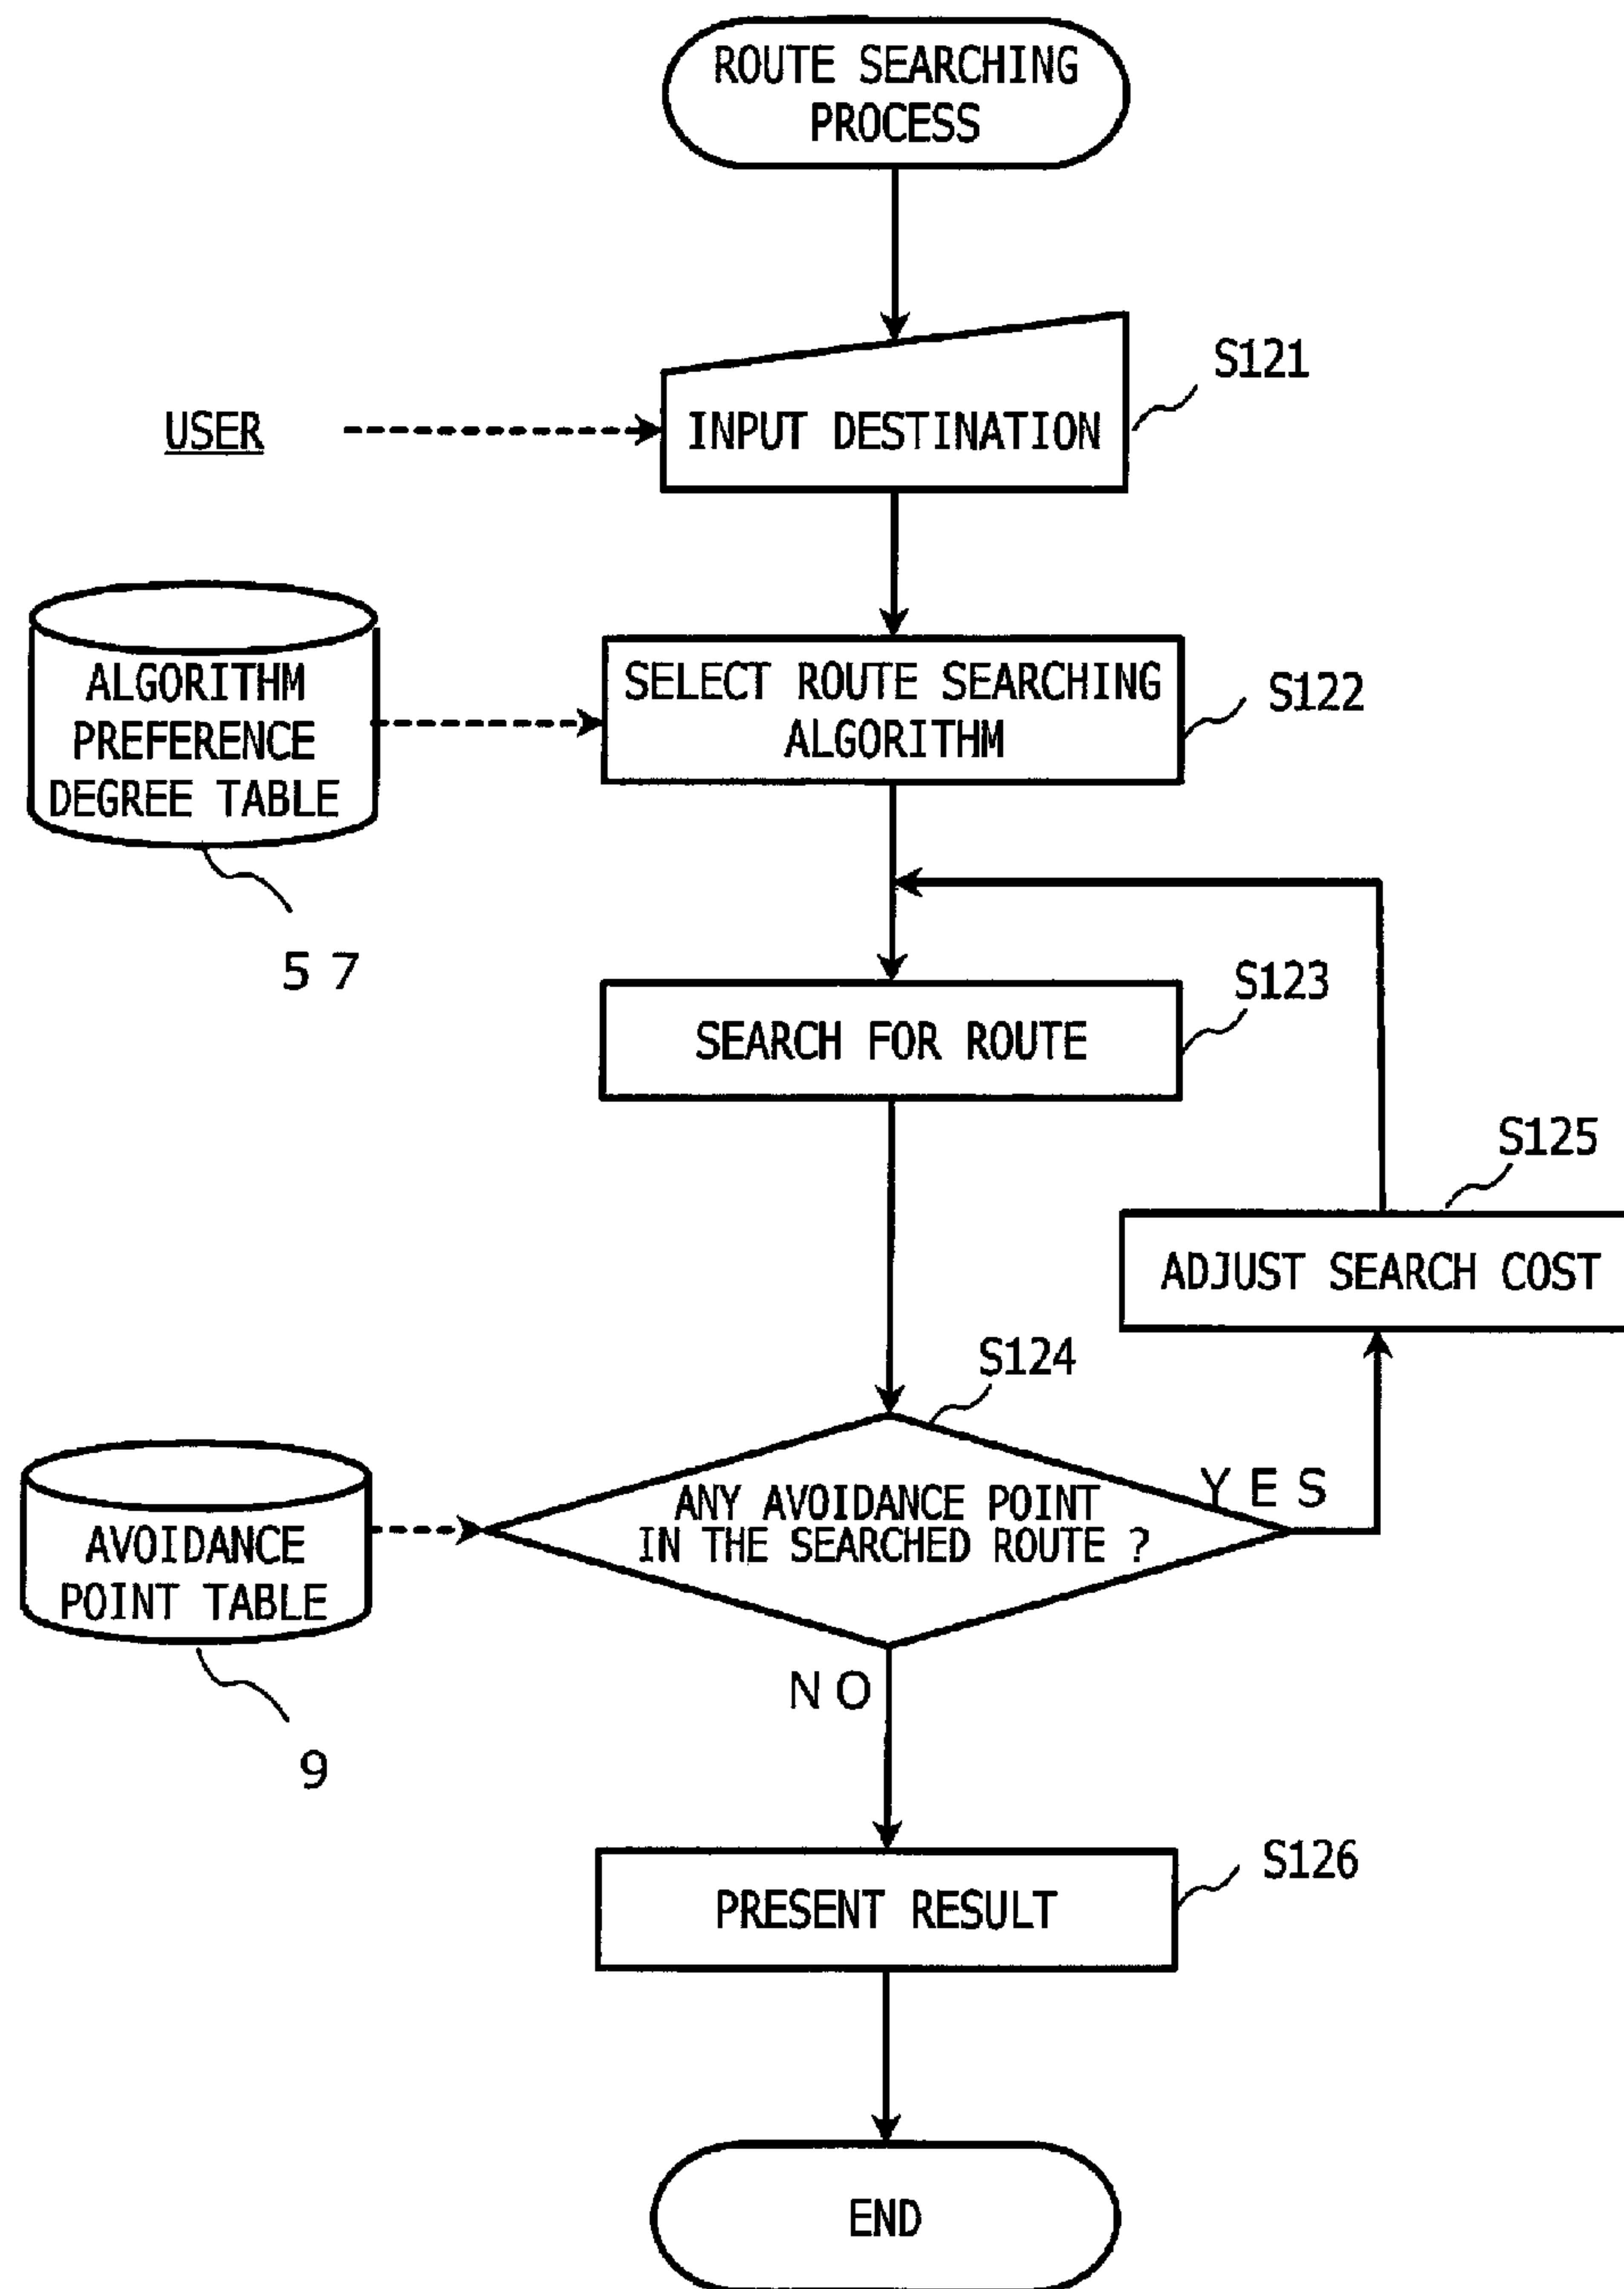 ROUTE SEARCHING
PROCESS
S121
USER
INPUT DESTINATION
ALGORITHM
PREFERENCE
DEGREE TABLE
57
SELECT ROUTE SEARCHING
ALGORITHM
S122
S123
SEARCH FOR ROUTE
S125
ADJUST SEARCH COST
S124
ANY AVOIDANCE POINT
IN THE SEARCHED ROUTE ?
YES
AVOIDANCE
POINT TABLE
9
NO
S126
PRESENT RESULT
END